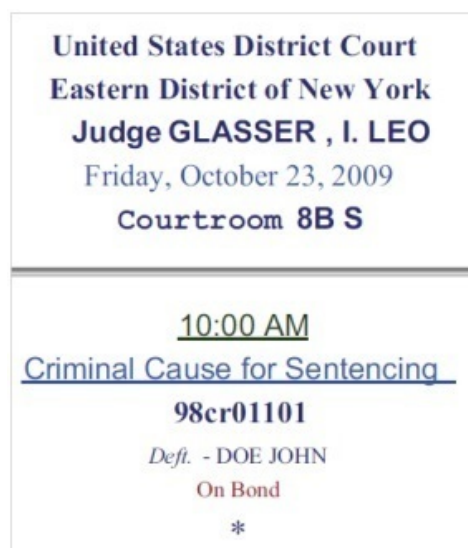 United States District Court
Eastern District of New York
Judge GLASSER , I. LEO
Friday, October 23, 2009
Courtroom 8B S
10:00 AM
Criminal Cause for Sentencing
98cr01101
Deft. - DOE JOHN
On Bond
*